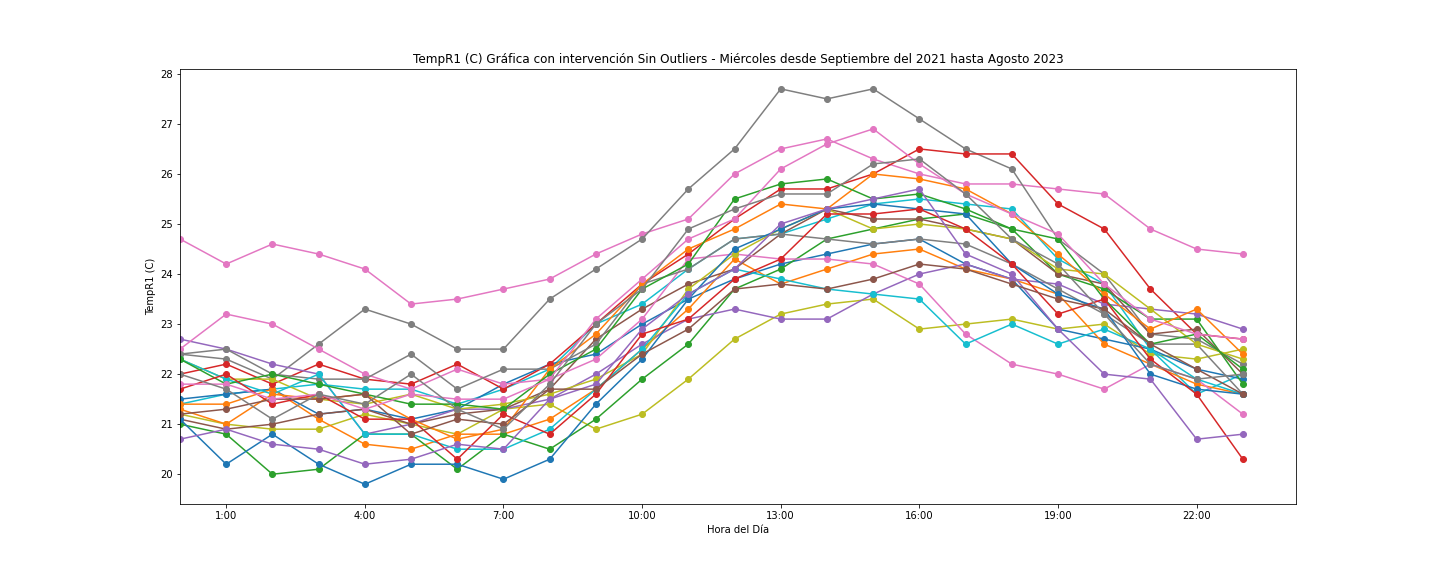 TempR1 (C) Gráfica con intervención Sin Outliers - Miércoles desde Septiembre del 2021 hasta Agosto 2023
28
27
26
25
24
23
22
21
20
TempR1 (C)
1:00 4:00 7:00 10:00 13:00 16:00 19:00 22:00
Hora del Día